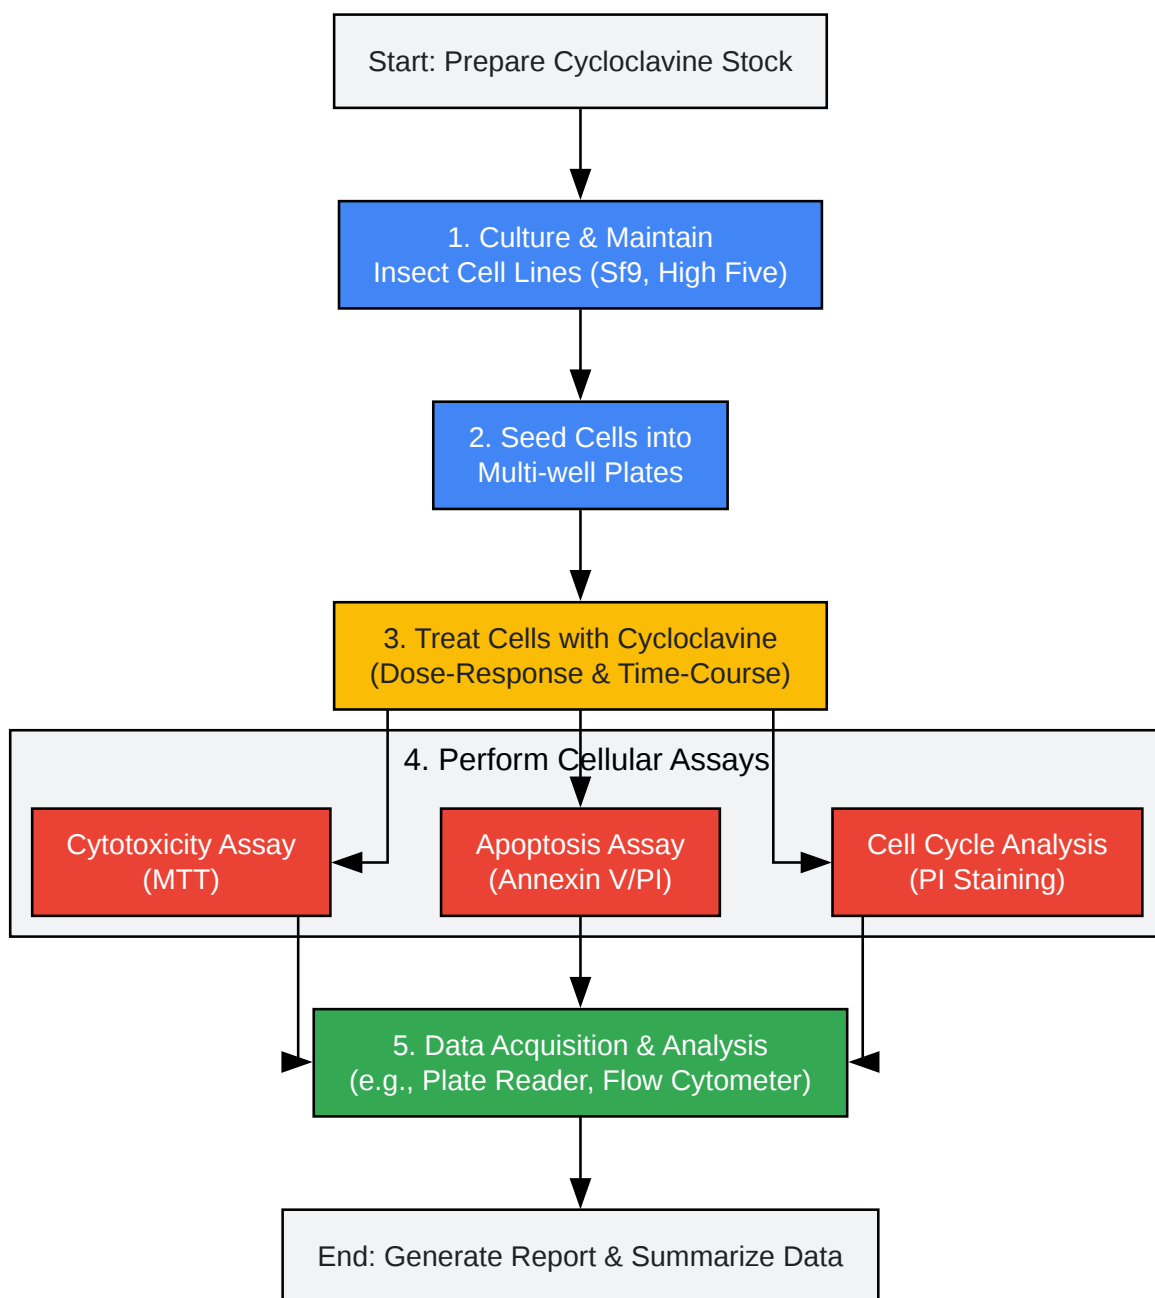 Start: Prepare Cycloclavine Stock
1. Culture & Maintain
Insect Cell Lines (Sf9, High Five)
2. Seed Cells into
Multi-well Plates
3. Treat Cells with Cycloclavine
(Dose-Response & Time-Course)
4. Perform Cellular Assays
Cytotoxicity Assay
(MTT)
Apoptosis Assay
(Annexin V/PI)
Cell Cycle Analysis
(PI Staining)
5. Data Acquisition & Analysis
(e.g., Plate Reader, Flow Cytometer)
End: Generate Report & Summarize Data